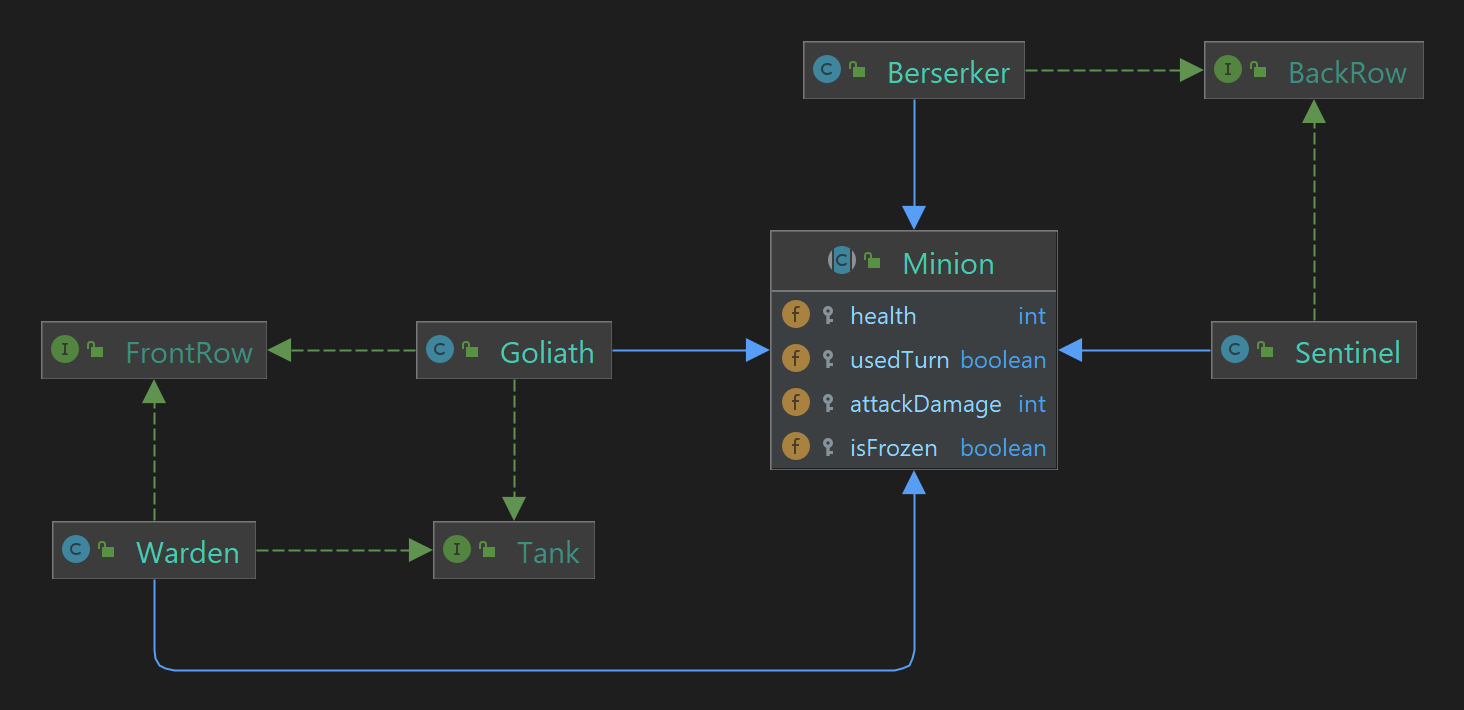 C Berserker
I BackRow
C Minion
f health int
f usedTurn boolean
f attackDamage int
f isFrozen boolean
I FrontRow
C Goliath
C Sentinel
C Warden
I Tank